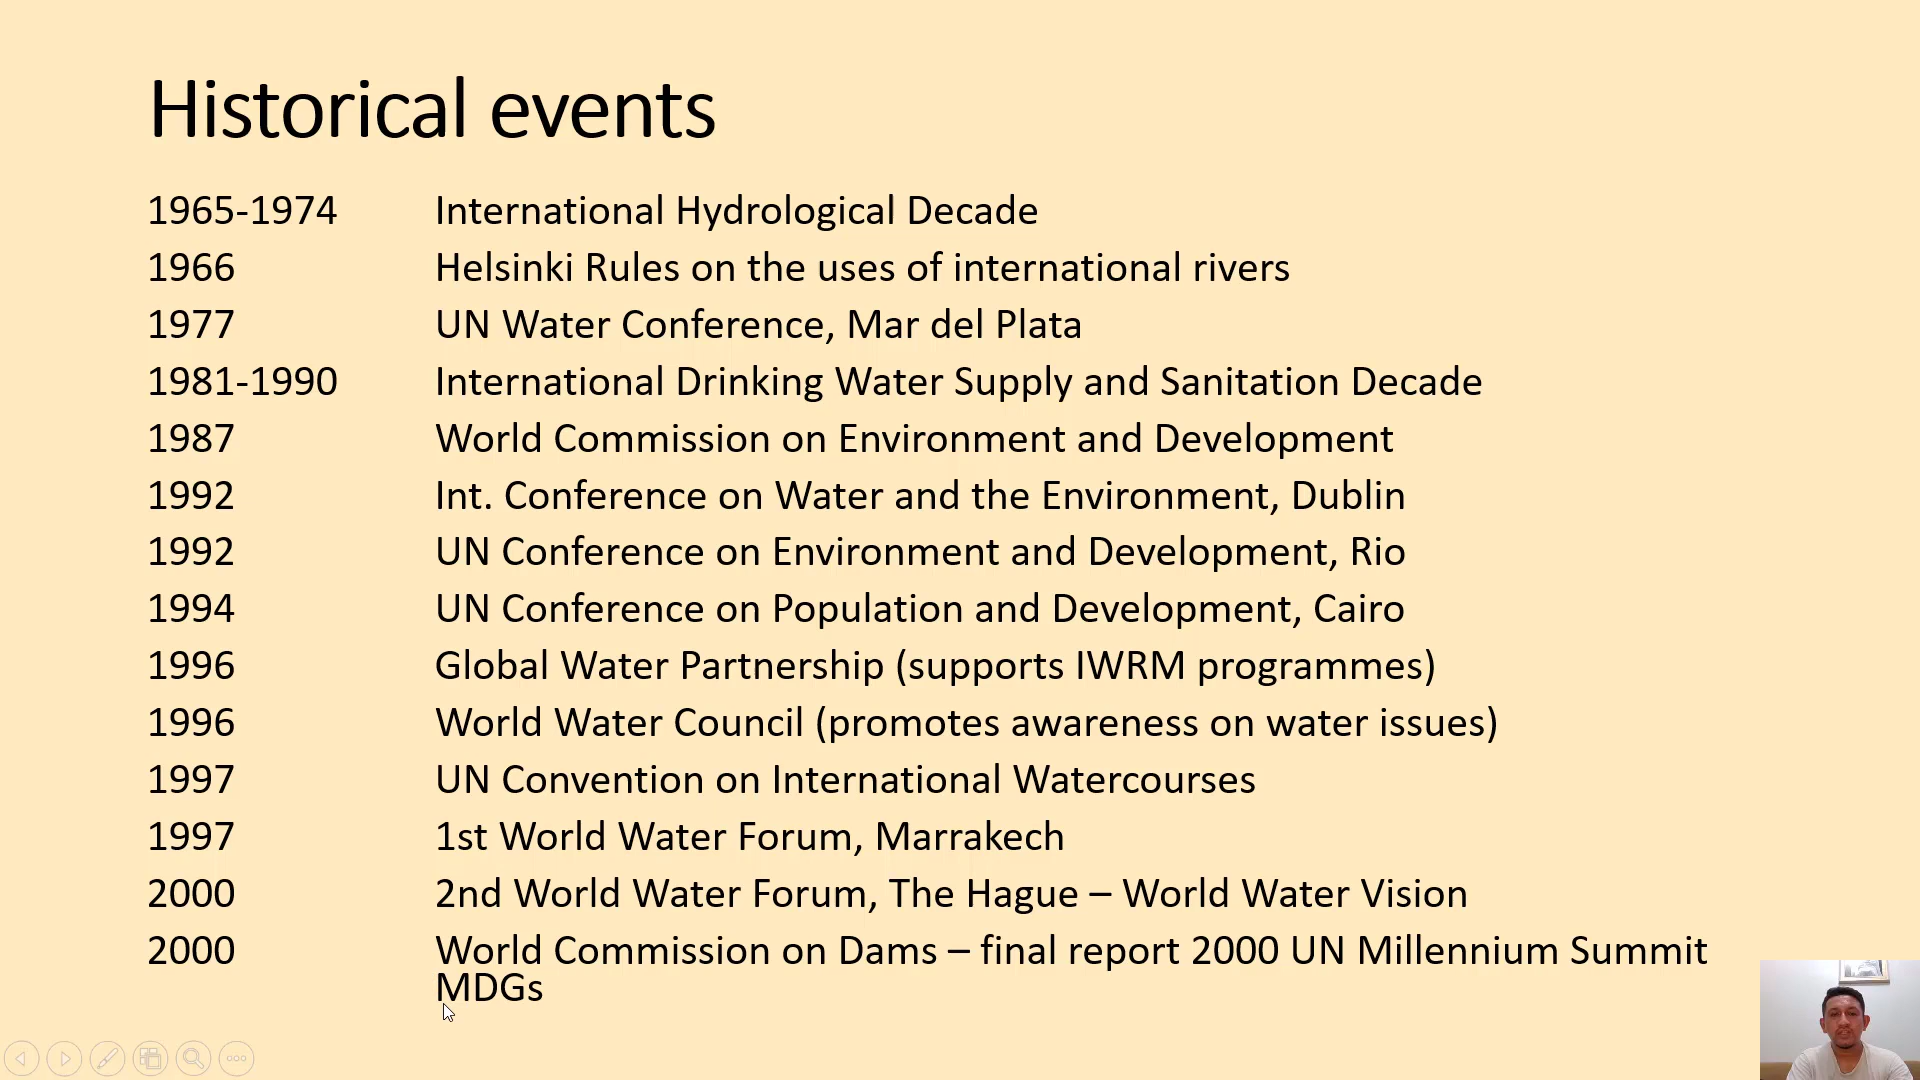 Historical events
1965-1974 International Hydrological Decade
1966 Helsinki Rules on the uses of international rivers
1977 UN Water Conference, Mar del Plata
1981-1990 International Drinking Water Supply and Sanitation Decade
1987 World Commission on Environment and Development
1992 Int. Conference on Water and the Environment, Dublin
1992 UN Conference on Environment and Development, Rio
1994 UN Conference on Population and Development, Cairo
1996 Global Water Partnership (supports IWRM programmes)
1996 World Water Council (promotes awareness on water issues)
1997 UN Convention on International Watercourses
1997 1st World Water Forum, Marrakech
2000 2nd World Water Forum, The Hague – World Water Vision
2000 World Commission on Dams – final report 2000 UN Millennium Summit
MDGs